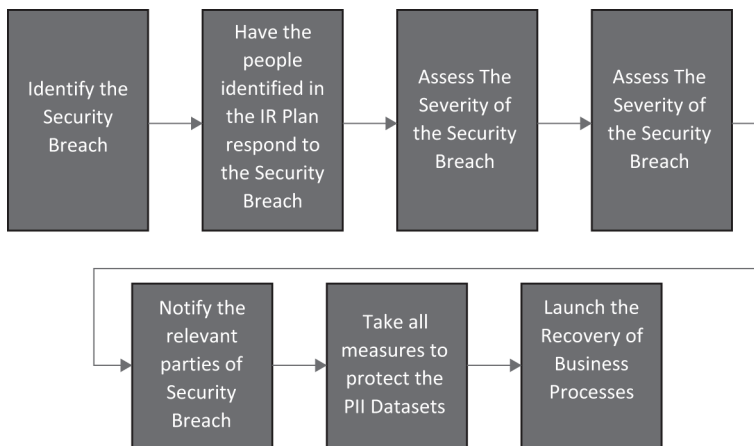 Identify the
Security
Breach
Have the
people
identified in
the IR Plan
respond to
the Security
Breach
Assess The
Severity of
the Security
Breach
Assess The
Severity of
the Security
Breach
Notify the
relevant
parties of
Security
Breach
Take all
measures to
protect the
PII Datasets
Launch the
Recovery of
Business
Processes